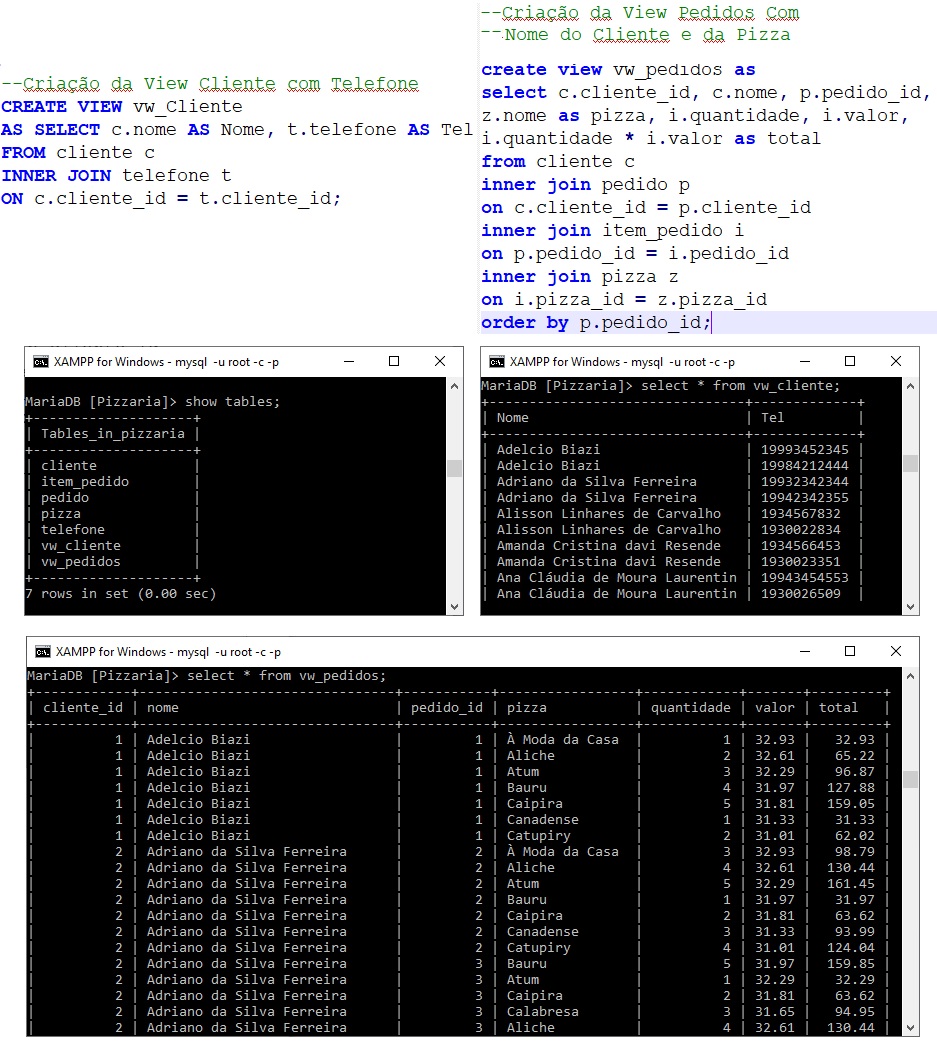 --Criação da View Cliente com Telefone
CREATE VIEW vw_Cliente
AS SELECT c.nome AS Nome, t.telefone AS Tel
FROM cliente c
INNER JOIN telefone t
ON c.cliente_id = t.cliente_id;
--Criação da View Pedidos Com
--Nome do Cliente e da Pizza
create view vw_pedidos as
select c.cliente_id, c.nome, p.pedido_id,
z.nome as pizza, i.quantidade, i.valor,
i.quantidade * i.valor as total
from cliente c
inner join pedido p
on c.cliente_id = p.cliente_id
inner join item_pedido i
on p.pedido_id = i.pedido_id
inner join pizza z
on i.pizza_id = z.pizza_id
order by p.pedido_id;
XAMPP for Windows - mysql -u root -c -p
MariaDB [Pizzaria]> show tables;
+--------------------+
| Tables_in_pizzaria |
+--------------------+
| cliente            |
| item_pedido        |
| pedido             |
| pizza              |
| telefone           |
| vw_cliente         |
| vw_pedidos         |
+--------------------+
7 rows in set (0.00 sec)
XAMPP for Windows - mysql -u root -c -p
MariaDB [Pizzaria]> select * from vw_cliente;
+--------------------------------+-------------+
| Nome                           | Tel         |
+--------------------------------+-------------+
| Adelcio Biazi                  | 19993452345 |
| Adelcio Biazi                  | 19984212444 |
| Adriano da Silva Ferreira      | 19932342344 |
| Adriano da Silva Ferreira      | 19942342355 |
| Alisson Linhares de Carvalho   | 1934567832  |
| Alisson Linhares de Carvalho   | 1930022834  |
| Amanda Cristina davi Resende   | 1934566453  |
| Amanda Cristina davi Resende   | 1930023351  |
| Ana Cláudia de Moura Laurentin | 19943454553 |
| Ana Cláudia de Moura Laurentin | 1930026509  |
XAMPP for Windows - mysql -u root -c -p
MariaDB [Pizzaria]> select * from vw_pedidos;
+------------+--------------------------------+-----------+-----------------+------------+-------+---------+
| cliente_id | nome                           | pedido_id | pizza           | quantidade | valor | total   |
+------------+--------------------------------+-----------+-----------------+------------+-------+---------+
| 1 | Adelcio Biazi | 1 | À Moda da Casa | 1 | 32.93 | 32.93 |
| 1 | Adelcio Biazi | 1 | Aliche | 2 | 32.61 | 65.22 |
| 1 | Adelcio Biazi | 1 | Atum | 3 | 32.29 | 96.87 |
| 1 | Adelcio Biazi | 1 | Bauru | 4 | 31.97 | 127.88 |
| 1 | Adelcio Biazi | 1 | Caipira | 5 | 31.81 | 159.05 |
| 1 | Adelcio Biazi | 1 | Canadense | 1 | 31.33 | 31.33 |
| 1 | Adelcio Biazi | 1 | Catupiry | 2 | 31.01 | 62.02 |
| 2 | Adriano da Silva Ferreira | 2 | À Moda da Casa | 3 | 32.93 | 98.79 |
| 2 | Adriano da Silva Ferreira | 2 | Aliche | 4 | 32.61 | 130.44 |
| 2 | Adriano da Silva Ferreira | 2 | Atum | 5 | 32.29 | 161.45 |
| 2 | Adriano da Silva Ferreira | 2 | Bauru | 1 | 31.97 | 31.97 |
| 2 | Adriano da Silva Ferreira | 2 | Caipira | 2 | 31.81 | 63.62 |
| 2 | Adriano da Silva Ferreira | 2 | Canadense | 3 | 31.33 | 93.99 |
| 2 | Adriano da Silva Ferreira | 2 | Catupiry | 4 | 31.01 | 124.04 |
| 2 | Adriano da Silva Ferreira | 3 | Bauru | 5 | 31.97 | 159.85 |
| 2 | Adriano da Silva Ferreira | 3 | Atum | 1 | 32.29 | 32.29 |
| 2 | Adriano da Silva Ferreira | 3 | Caipira | 2 | 31.81 | 63.62 |
| 2 | Adriano da Silva Ferreira | 3 | Calabresa | 3 | 31.65 | 94.95 |
| 2 | Adriano da Silva Ferreira | 3 | Aliche | 4 | 32.61 | 130.44 |